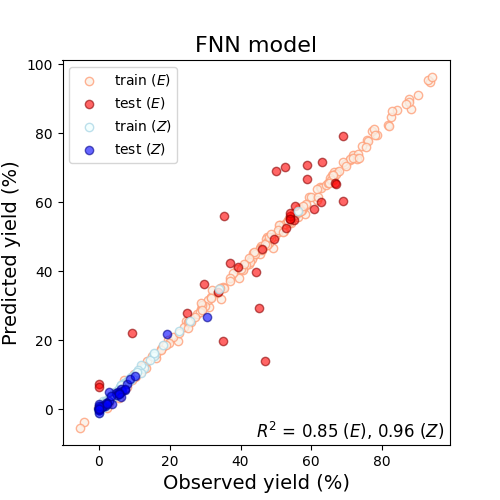 FNN model
train (E)
test (E)
train (Z)
test (Z)
100
80
60
40
20
0
Predicted yield (%)
R² = 0.85 (E), 0.96 (Z)
0 20 40 60 80
Observed yield (%)